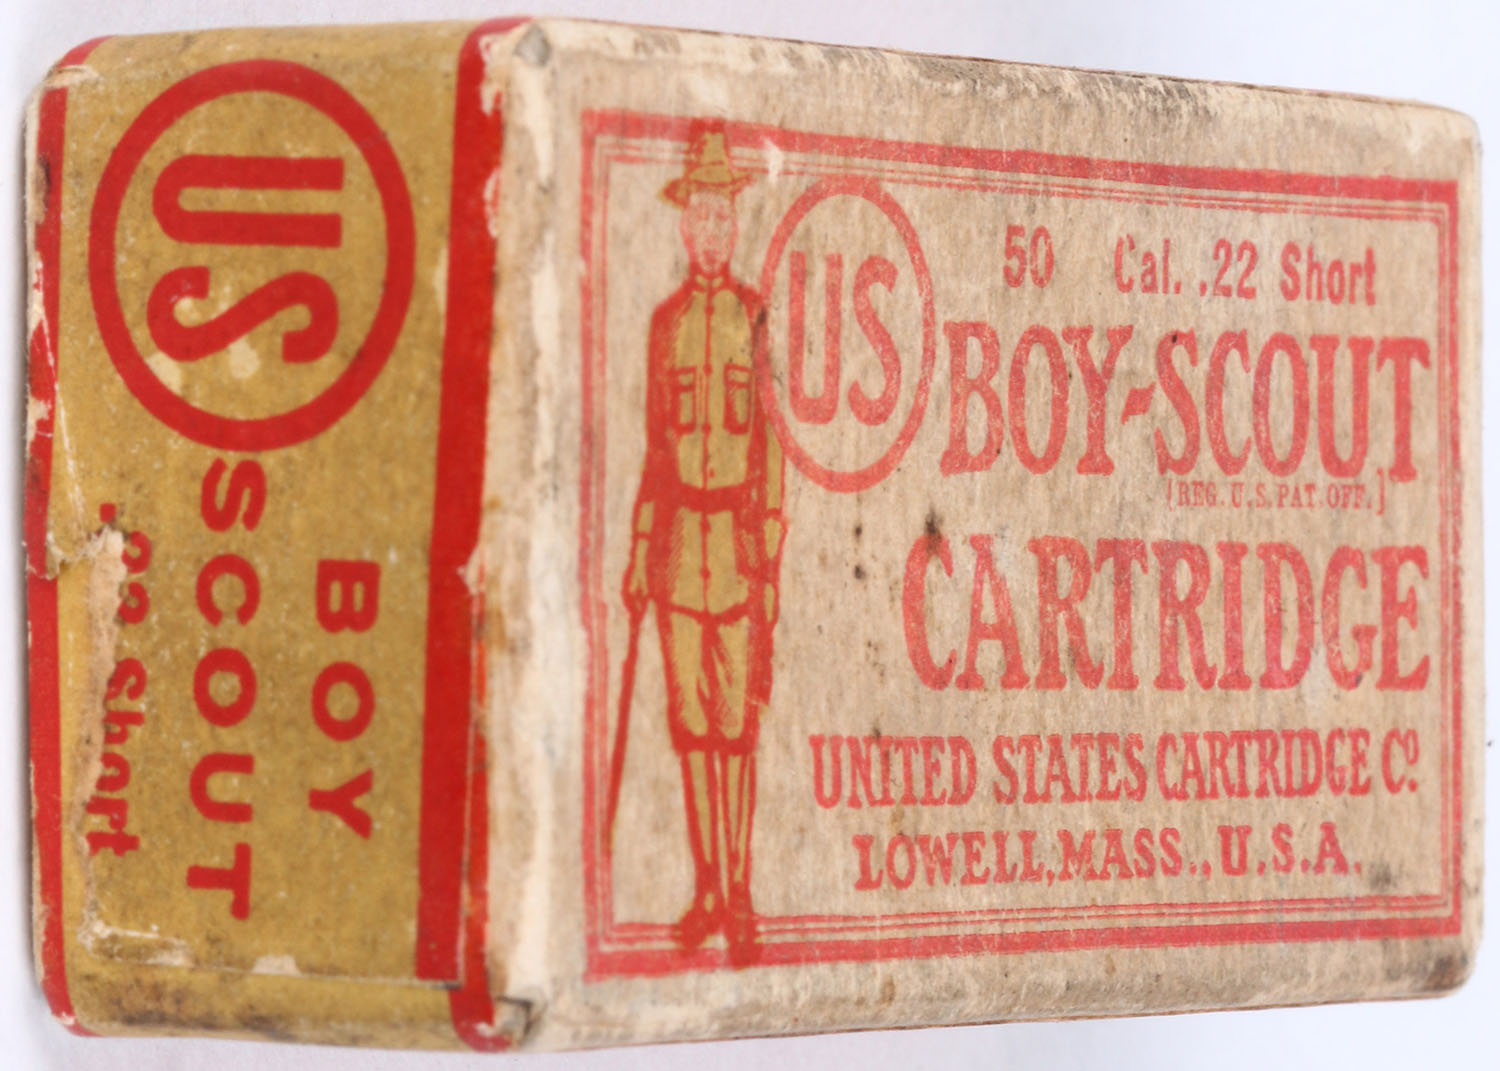 US
BOY
SCOUT
.22 Short
US
50 Cal. .22 Short
BOY-SCOUT
[REG. U.S. PAT. OFF.]
CARTRIDGE
UNITED STATES CARTRIDGE Cº.
LOWELL, MASS., U.S.A.